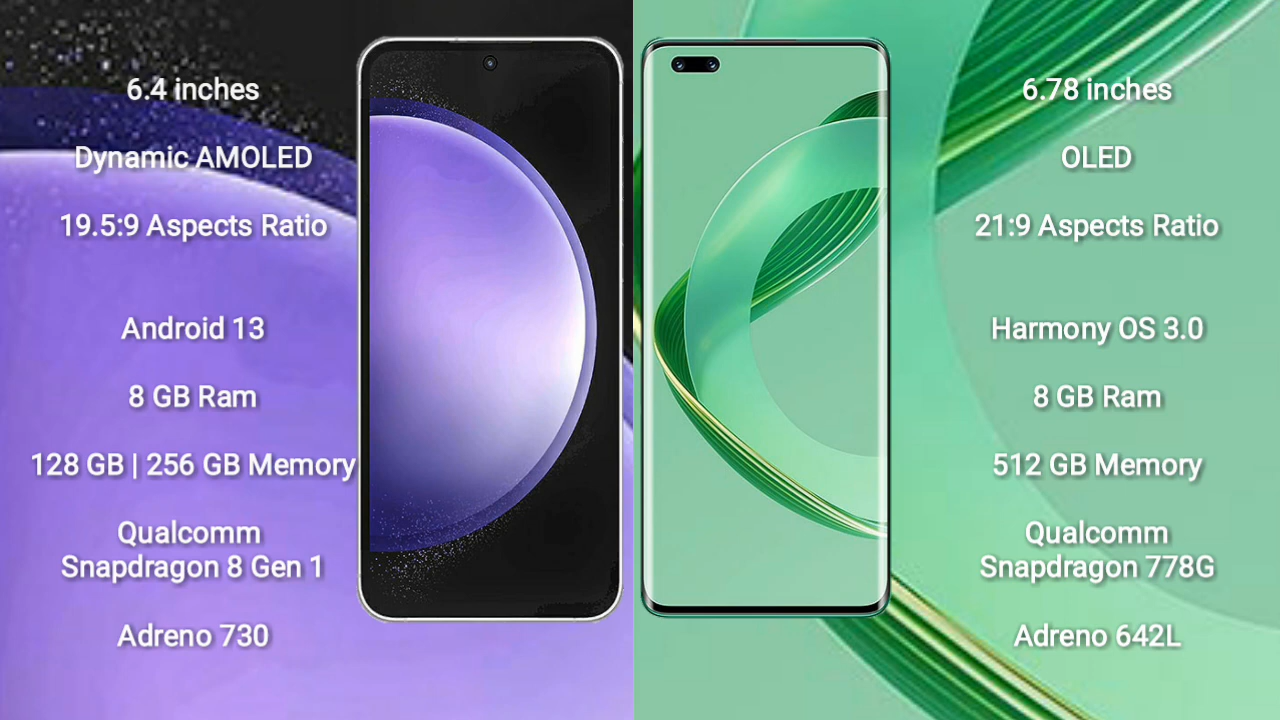 6.4 inches
Dynamic AMOLED
19.5:9 Aspects Ratio
Android 13
8 GB Ram
128 GB | 256 GB Memory
Qualcomm
Snapdragon 8 Gen 1
Adreno 730
6.78 inches
OLED
21:9 Aspects Ratio
Harmony OS 3.0
8 GB Ram
512 GB Memory
Qualcomm
Snapdragon 778G
Adreno 642L